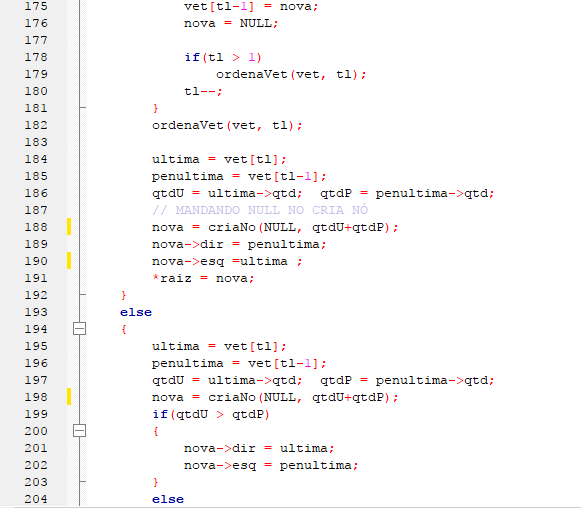 175 vet[tl-1] = nova;
176 nova = NULL;
177
178 if(tl > 1)
179 ordenaVet(vet, tl);
180 tl--;
181 }
182 ordenaVet(vet, tl);
183
184 ultima = vet[tl];
185 penultima = vet[tl-1];
186 qtdU = ultima->qtd;  qtdP = penultima->qtd;
187 // MANDANDO NULL NO CRIA NÓ
188 nova = criaNo(NULL, qtdU+qtdP);
189 nova->dir = penultima;
190 nova->esq =ultima ;
191 *raiz = nova;
192 }
193 else
194 {
195 ultima = vet[tl];
196 penultima = vet[tl-1];
197 qtdU = ultima->qtd;  qtdP = penultima->qtd;
198 nova = criaNo(NULL, qtdU+qtdP);
199 if(qtdU > qtdP)
200 {
201 nova->dir = ultima;
202 nova->esq = penultima;
203 }
204 else